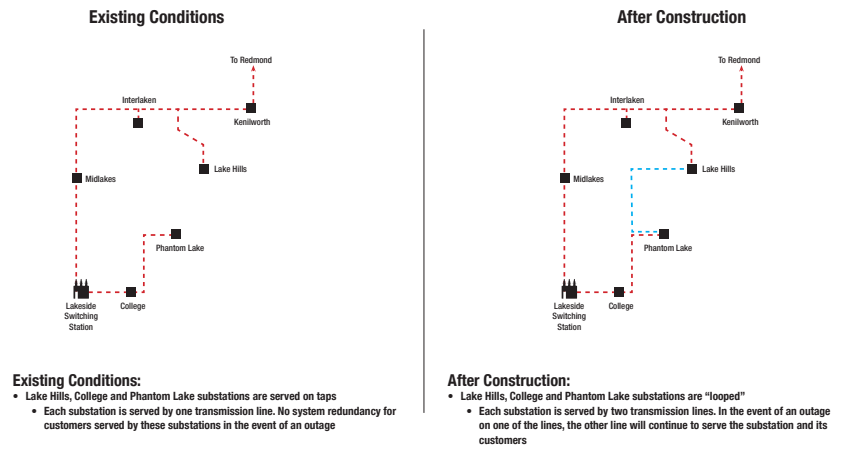 Existing Conditions
To Redmond
Interlaken
Kenilworth
Lake Hills
Midlakes
Phantom Lake
Lakeside
Switching
Station
College
Existing Conditions:
• Lake Hills, College and Phantom Lake substations are served on taps
• Each substation is served by one transmission line. No system redundancy for
customers served by these substations in the event of an outage
After Construction
To Redmond
Interlaken
Kenilworth
Lake Hills
Midlakes
Phantom Lake
Lakeside
Switching
Station
College
After Construction:
• Lake Hills, College and Phantom Lake substations are “looped”
• Each substation is served by two transmission lines. In the event of an outage
on one of the lines, the other line will continue to serve the substation and its
customers